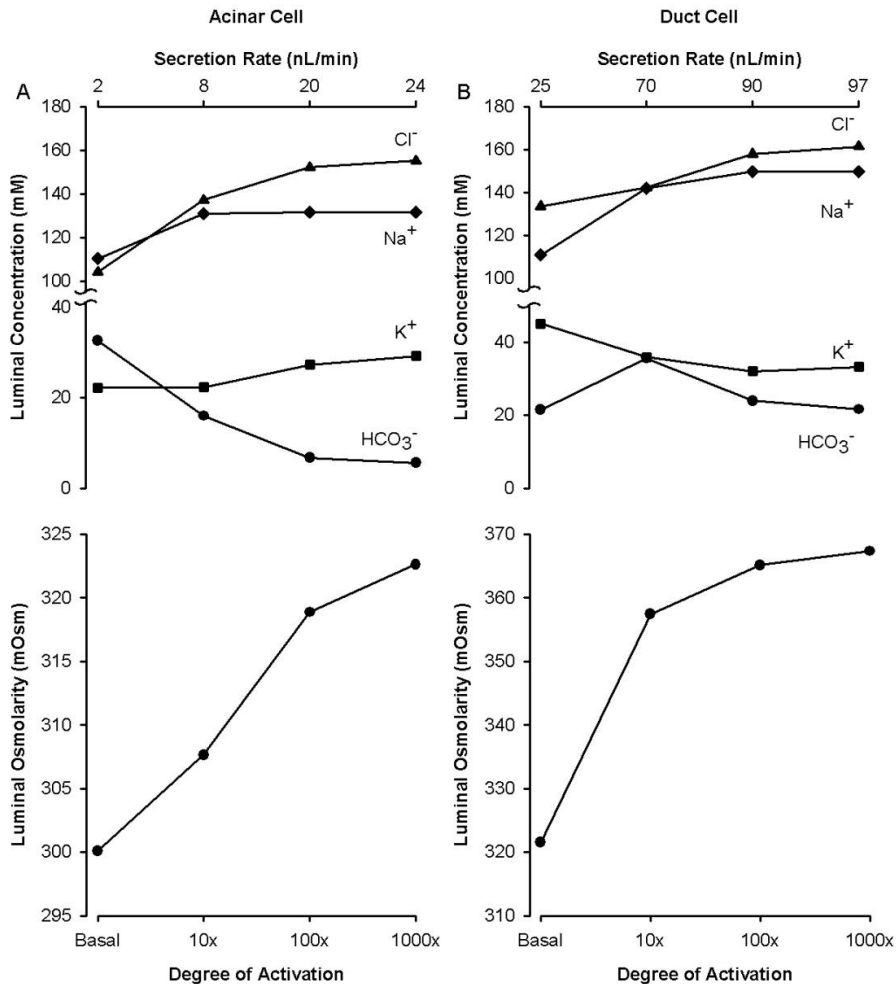 Acinar Cell
Secretion Rate (nL/min)
A
2 8 20 24
180
160
140
120
100
40
20
0
Luminal Concentration (mM)
Cl-
Na+
K+
HCO3-
325
320
315
310
305
300
295
Luminal Osmolarity (mOsm)
Basal 10x 100x 1000x
Degree of Activation
Duct Cell
Secretion Rate (nL/min)
B
25 70 90 97
180
160
140
120
100
40
20
0
Luminal Concentration (mM)
Cl-
Na+
K+
HCO3-
370
360
350
340
330
320
310
Luminal Osmolarity (mOsm)
Basal 10x 100x 1000x
Degree of Activation